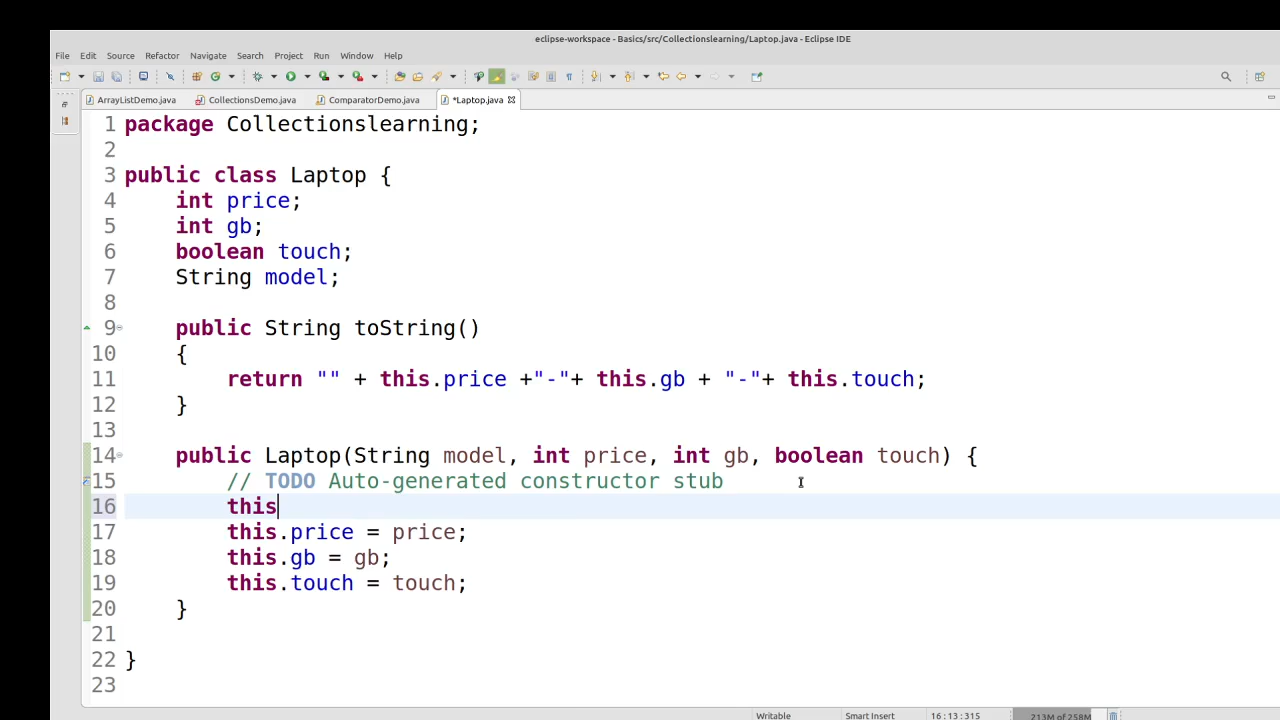 eclipse-workspace - Basics/src/Collectionslearning/Laptop.java - Eclipse IDE
File Edit Source Refactor Navigate Search Project Run Window Help
ArrayListDemo.java CollectionsDemo.java ComparatorDemo.java *Laptop.java
1 package Collectionslearning;
2
3 public class Laptop {
4 int price;
5 int gb;
6 boolean touch;
7 String model;
8
9 public String toString()
10 {
11 return "" + this.price +"-"+ this.gb + "-"+ this.touch;
12 }
13
14 public Laptop(String model, int price, int gb, boolean touch) {
15 // TODO Auto-generated constructor stub
16 this
17 this.price = price;
18 this.gb = gb;
19 this.touch = touch;
20 }
21
22 }
23
Writable Smart Insert 16 : 13 : 315 213M of 258M